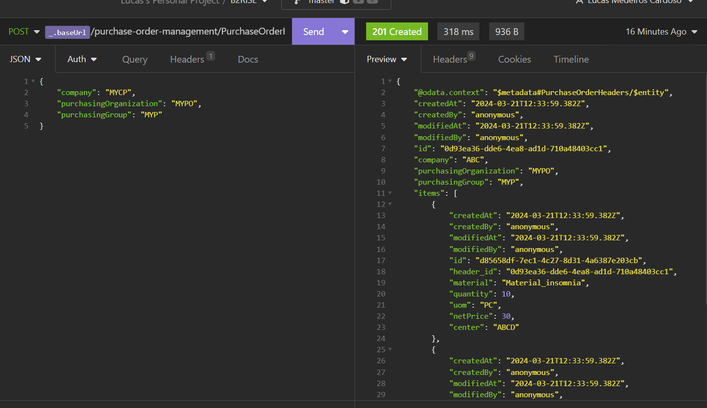 Lucas's Personal Project / B2RISE
master
Lucas Medeiros Cardoso
POST _.baseUrl/purchase-order-management/PurchaseOrderH
Send
201 Created 318 ms 936 B 16 Minutes Ago
JSON Auth Query Headers 1 Docs
Preview Headers 9 Cookies Timeline
1 {
2 "company": "MYCP",
3 "purchasingOrganization": "MYPO",
4 "purchasingGroup": "MYP"
5 }
1 {
2 "@odata.context": "$metadata#PurchaseOrderHeaders/$entity",
3 "createdAt": "2024-03-21T12:33:59.382Z",
4 "createdBy": "anonymous",
5 "modifiedAt": "2024-03-21T12:33:59.382Z",
6 "modifiedBy": "anonymous",
7 "id": "0d93ea36-dde6-4ea8-ad1d-710a48403cc1",
8 "company": "ABC",
9 "purchasingOrganization": "MYPO",
10 "purchasingGroup": "MYP",
11 "items": [
12 {
13 "createdAt": "2024-03-21T12:33:59.382Z",
14 "createdBy": "anonymous",
15 "modifiedAt": "2024-03-21T12:33:59.382Z",
16 "modifiedBy": "anonymous",
17 "id": "d85658df-7ec1-4c27-8d31-4a6387e203cb",
18 "header_id": "0d93ea36-dde6-4ea8-ad1d-710a48403cc1",
19 "material": "Material_insomnia",
20 "quantity": 10,
21 "uom": "PC",
22 "netPrice": 30,
23 "center": "ABCD"
24 },
25 {
26 "createdAt": "2024-03-21T12:33:59.382Z",
27 "createdBy": "anonymous",
28 "modifiedAt": "2024-03-21T12:33:59.382Z",
29 "modifiedBy": "anonymous",